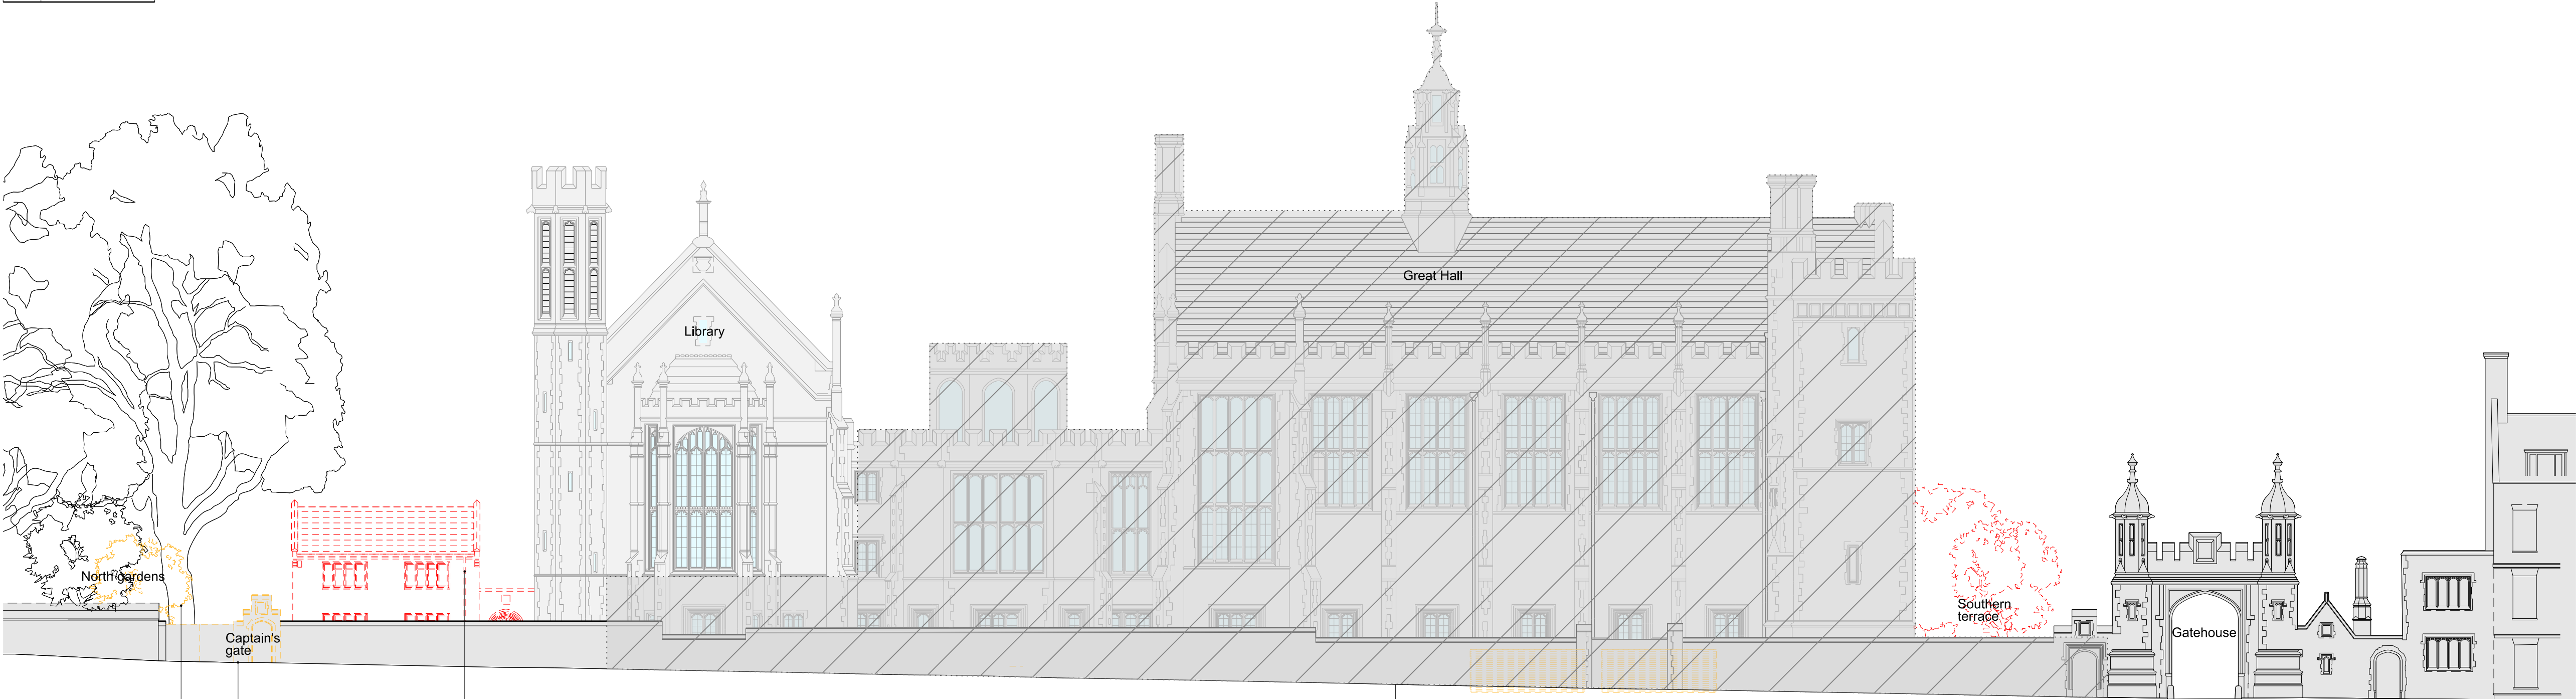 Great Hall
Library
North gardens
Captain's
gate
Southern
terrace
Gatehouse